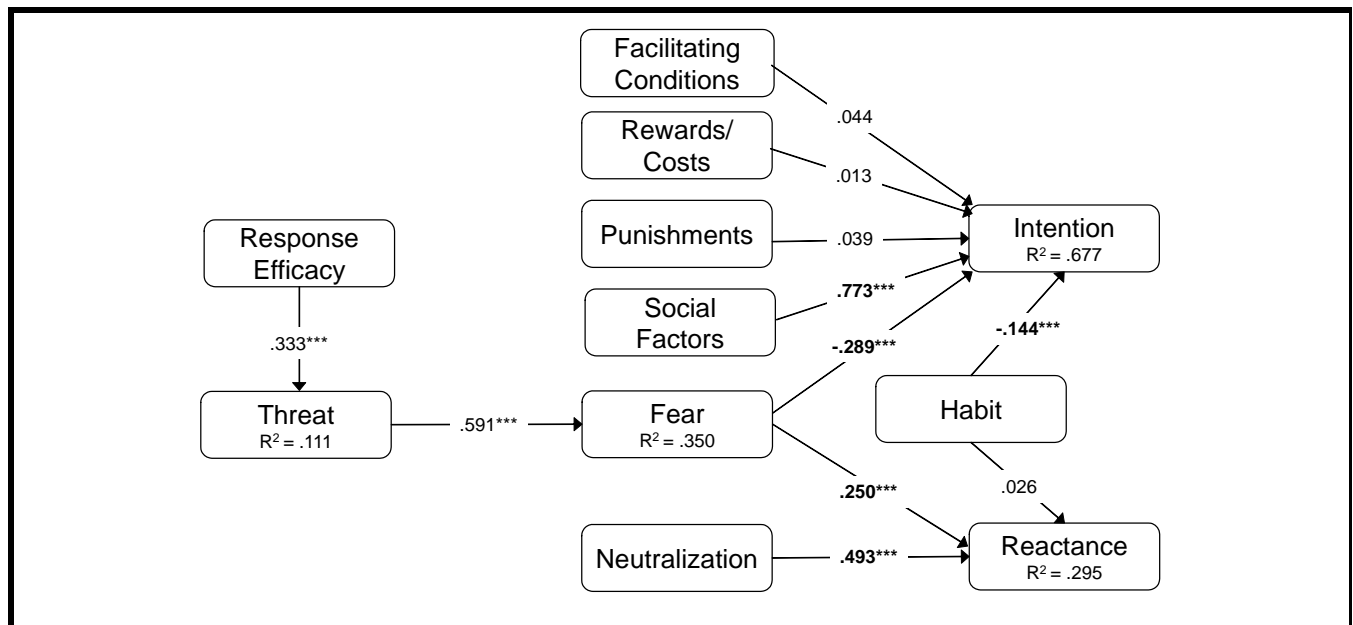 Facilitating
Conditions
.044
Rewards/
Costs
.013
Punishments
.039
Intention
R² = .677
Response
Efficacy
Social
Factors
.773***
-.289***
-.144***
.333***
Threat
R² = .111
.591***
Fear
R² = .350
Habit
.250***
.026
Neutralization
.493***
Reactance
R² = .295